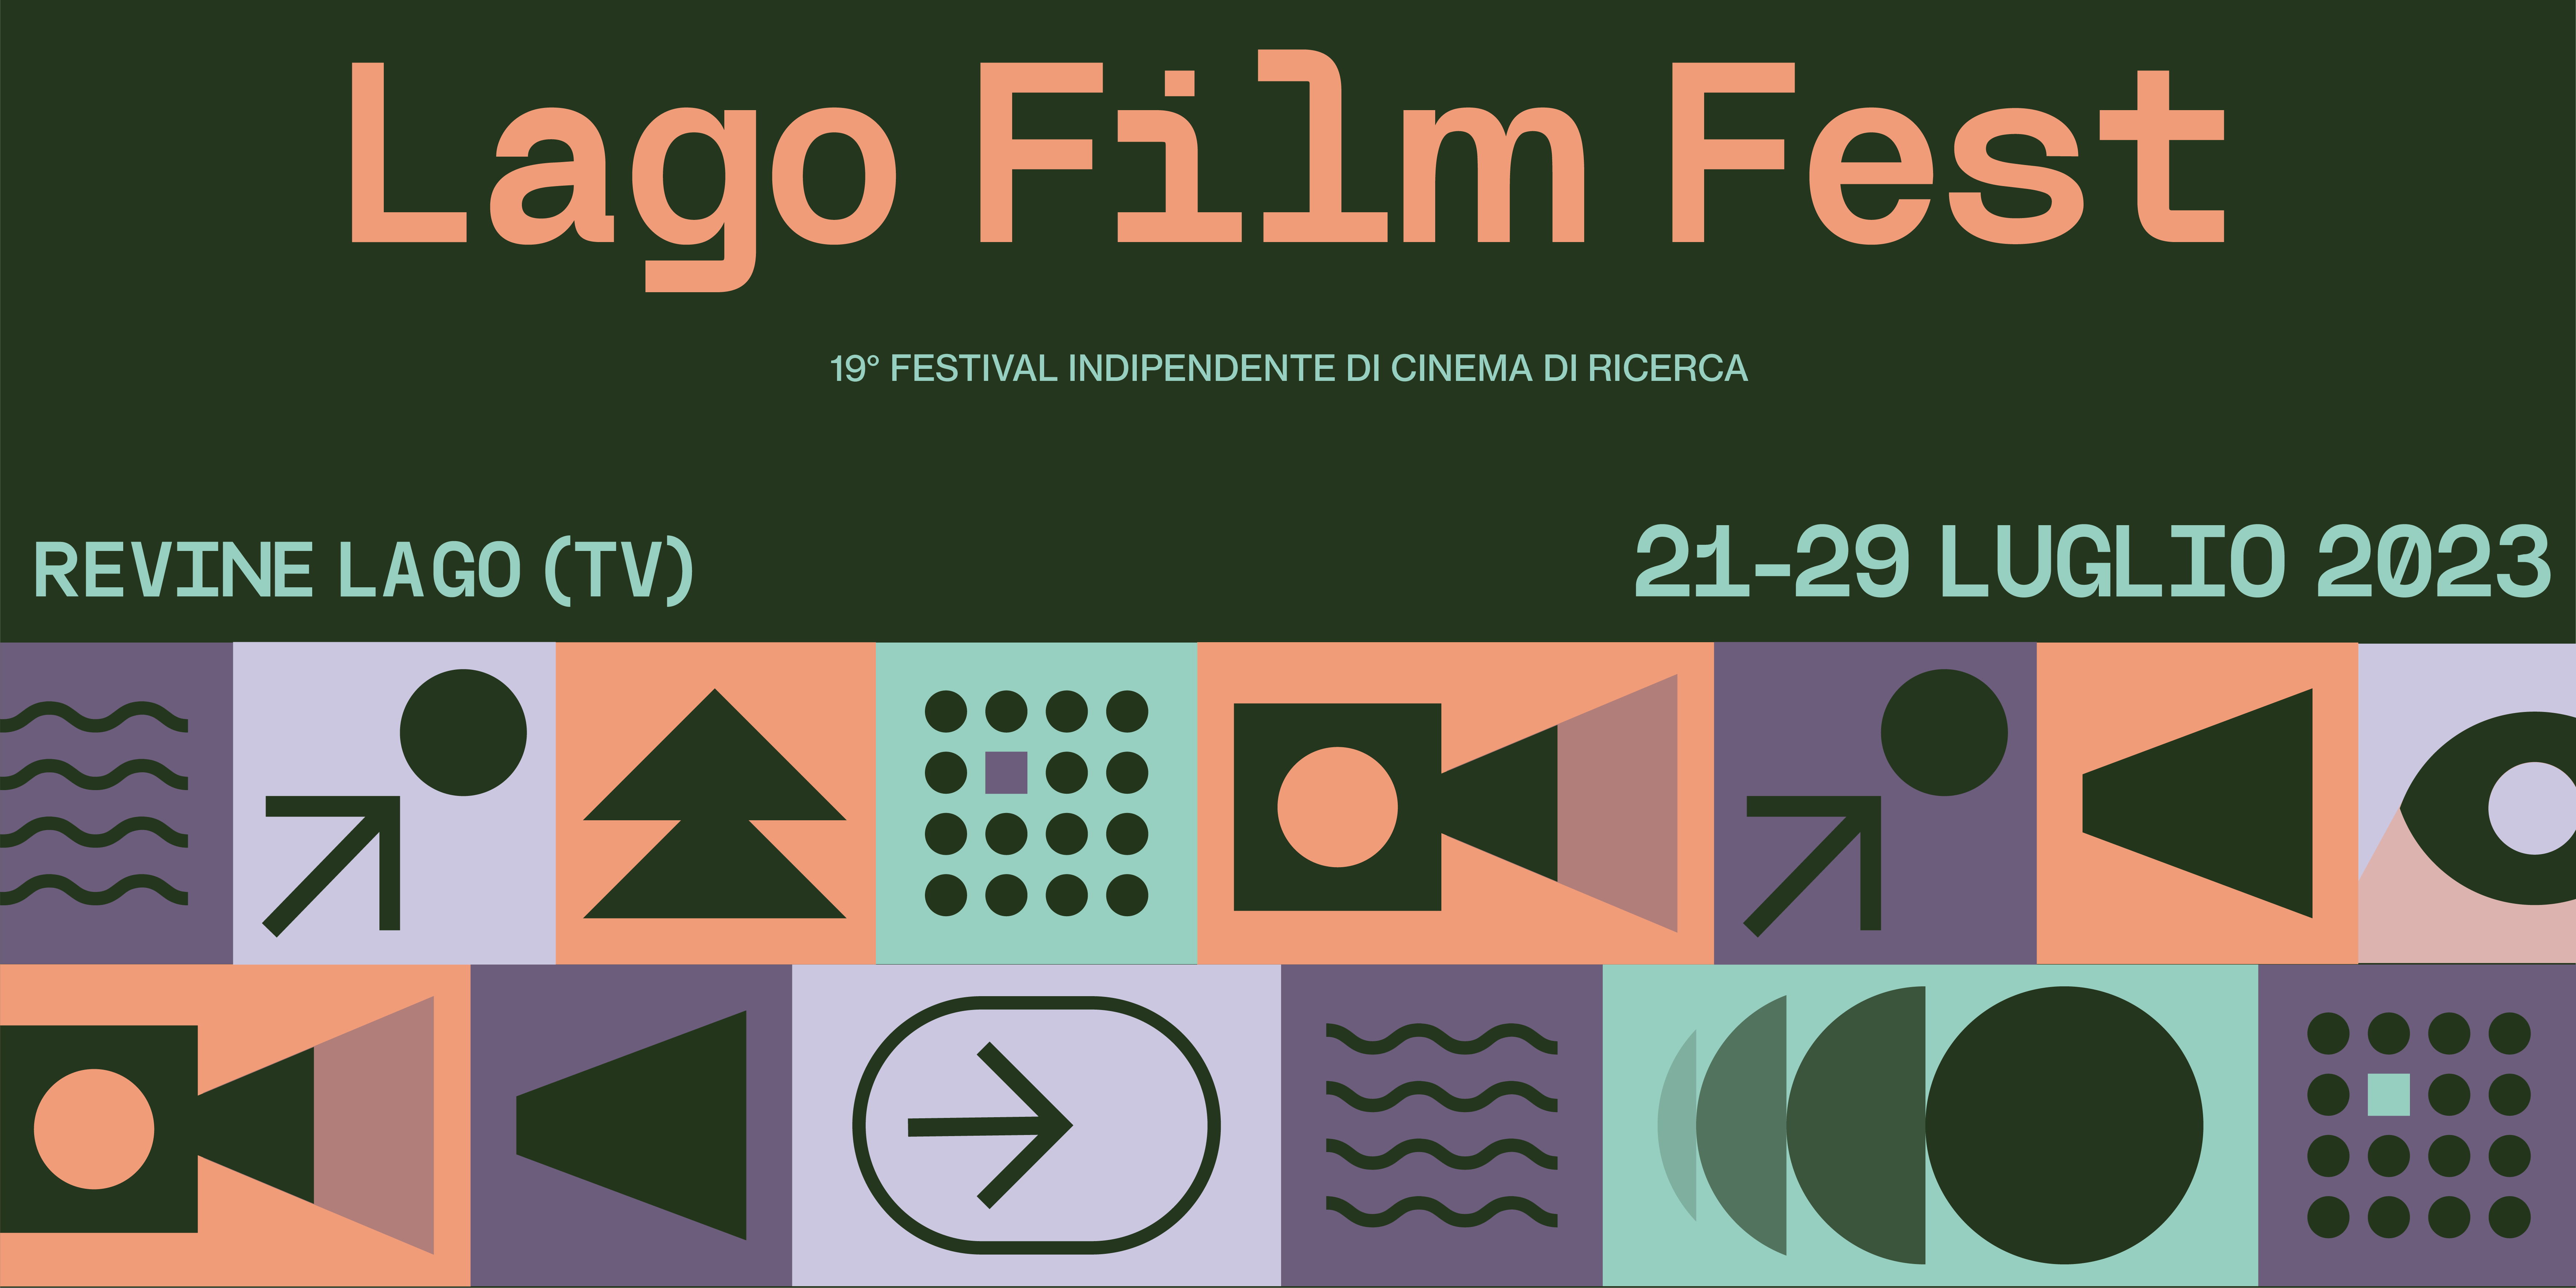 Lago Film Fest
19° FESTIVAL INDIPENDENTE DI CINEMA DI RICERCA
REVINE LAGO (TV)
21-29 LUGLIO 2023